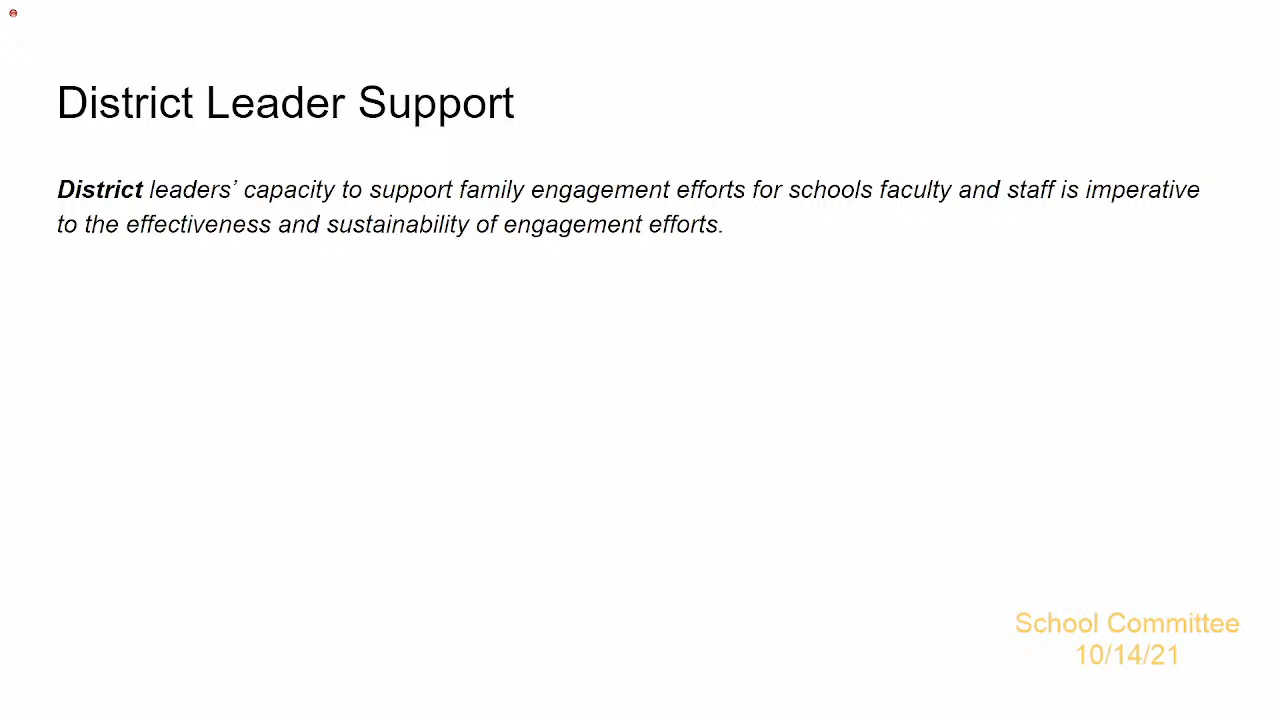 District Leader Support
District leaders’ capacity to support family engagement efforts for schools faculty and staff is imperative
to the effectiveness and sustainability of engagement efforts.
School Committee
10/14/21